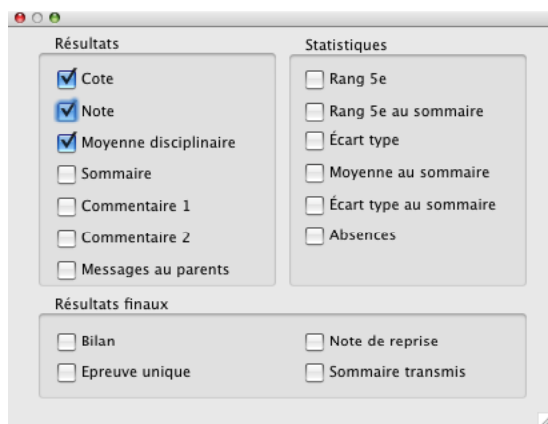 Résultats
Cote
Note
Moyenne disciplinaire
Sommaire
Commentaire 1
Commentaire 2
Messages au parents
Statistiques
Rang 5e
Rang 5e au sommaire
Écart type
Moyenne au sommaire
Écart type au sommaire
Absences
Résultats finaux
Bilan
Epreuve unique
Note de reprise
Sommaire transmis